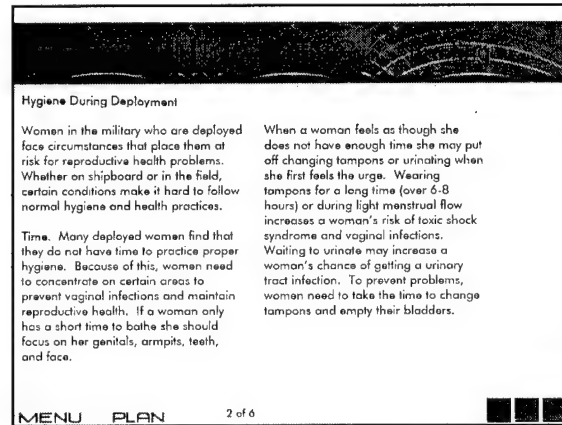 Hygiene During Deployment
Women in the military who are deployed
face circumstances that place them at
risk for reproductive health problems.
Whether on shipboard or in the field,
certain conditions make it hard to follow
normal hygiene and health practices.
Time. Many deployed women find that
they do not have time to practice proper
hygiene. Because of this, women need
to concentrate on certain areas to
prevent vaginal infections and maintain
reproductive health. If a woman only
has a short time to bathe she should
focus on her genitals, armpits, teeth,
and face.
When a woman feels as though she
does not have enough time she may put
off changing tampons or urinating when
she first feels the urge. Wearing
tampons for a long time (over 6-8
hours) or during light menstrual flow
increases a woman's risk of toxic shock
syndrome and vaginal infections.
Waiting to urinate may increase a
woman's chance of getting a urinary
tract infection. To prevent problems,
women need to take the time to change
tampons and empty their bladders.
MENU PLAN 2 of 6